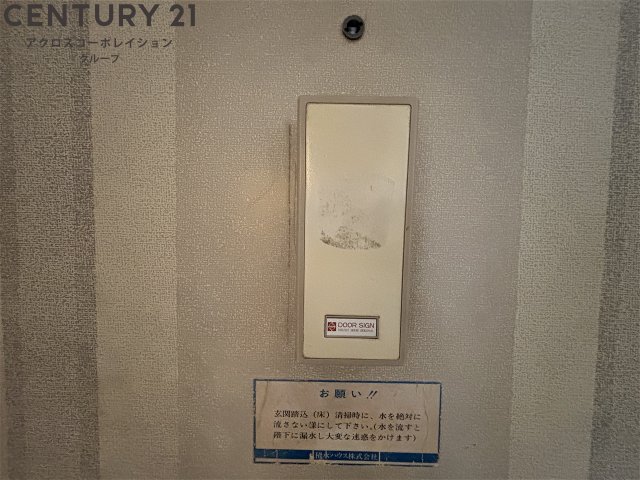 CENTURY 21
アクロスコーポレイション
グループ
DOOR SIGN
お願い!!
玄関踏込(床)清掃時に、水を絶対に
流さない様にして下さい。(水を流すと
階下に漏水し大変な迷惑をかけます)
積水ハウス株式会社